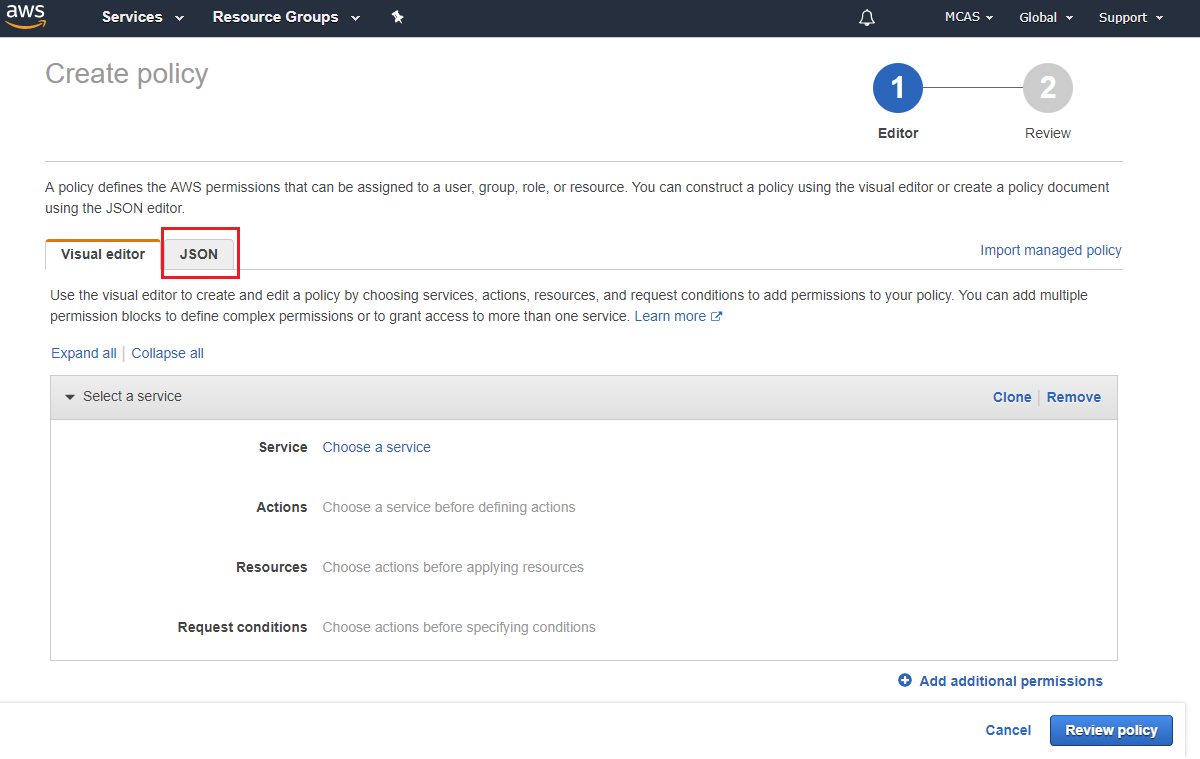 aws
Services
Resource Groups
MCAS
Global
Support
Create policy
1
2
Editor
Review
A policy defines the AWS permissions that can be assigned to a user, group, role, or resource. You can construct a policy using the visual editor or create a policy document
using the JSON editor.
Visual editor
JSON
Import managed policy
Use the visual editor to create and edit a policy by choosing services, actions, resources, and request conditions to add permissions to your policy. You can add multiple
permission blocks to define complex permissions or to grant access to more than one service. Learn more
Expand all | Collapse all
Select a service
Clone | Remove
Service Choose a service
Actions Choose a service before defining actions
Resources Choose actions before applying resources
Request conditions Choose actions before specifying conditions
Add additional permissions
Cancel
Review policy